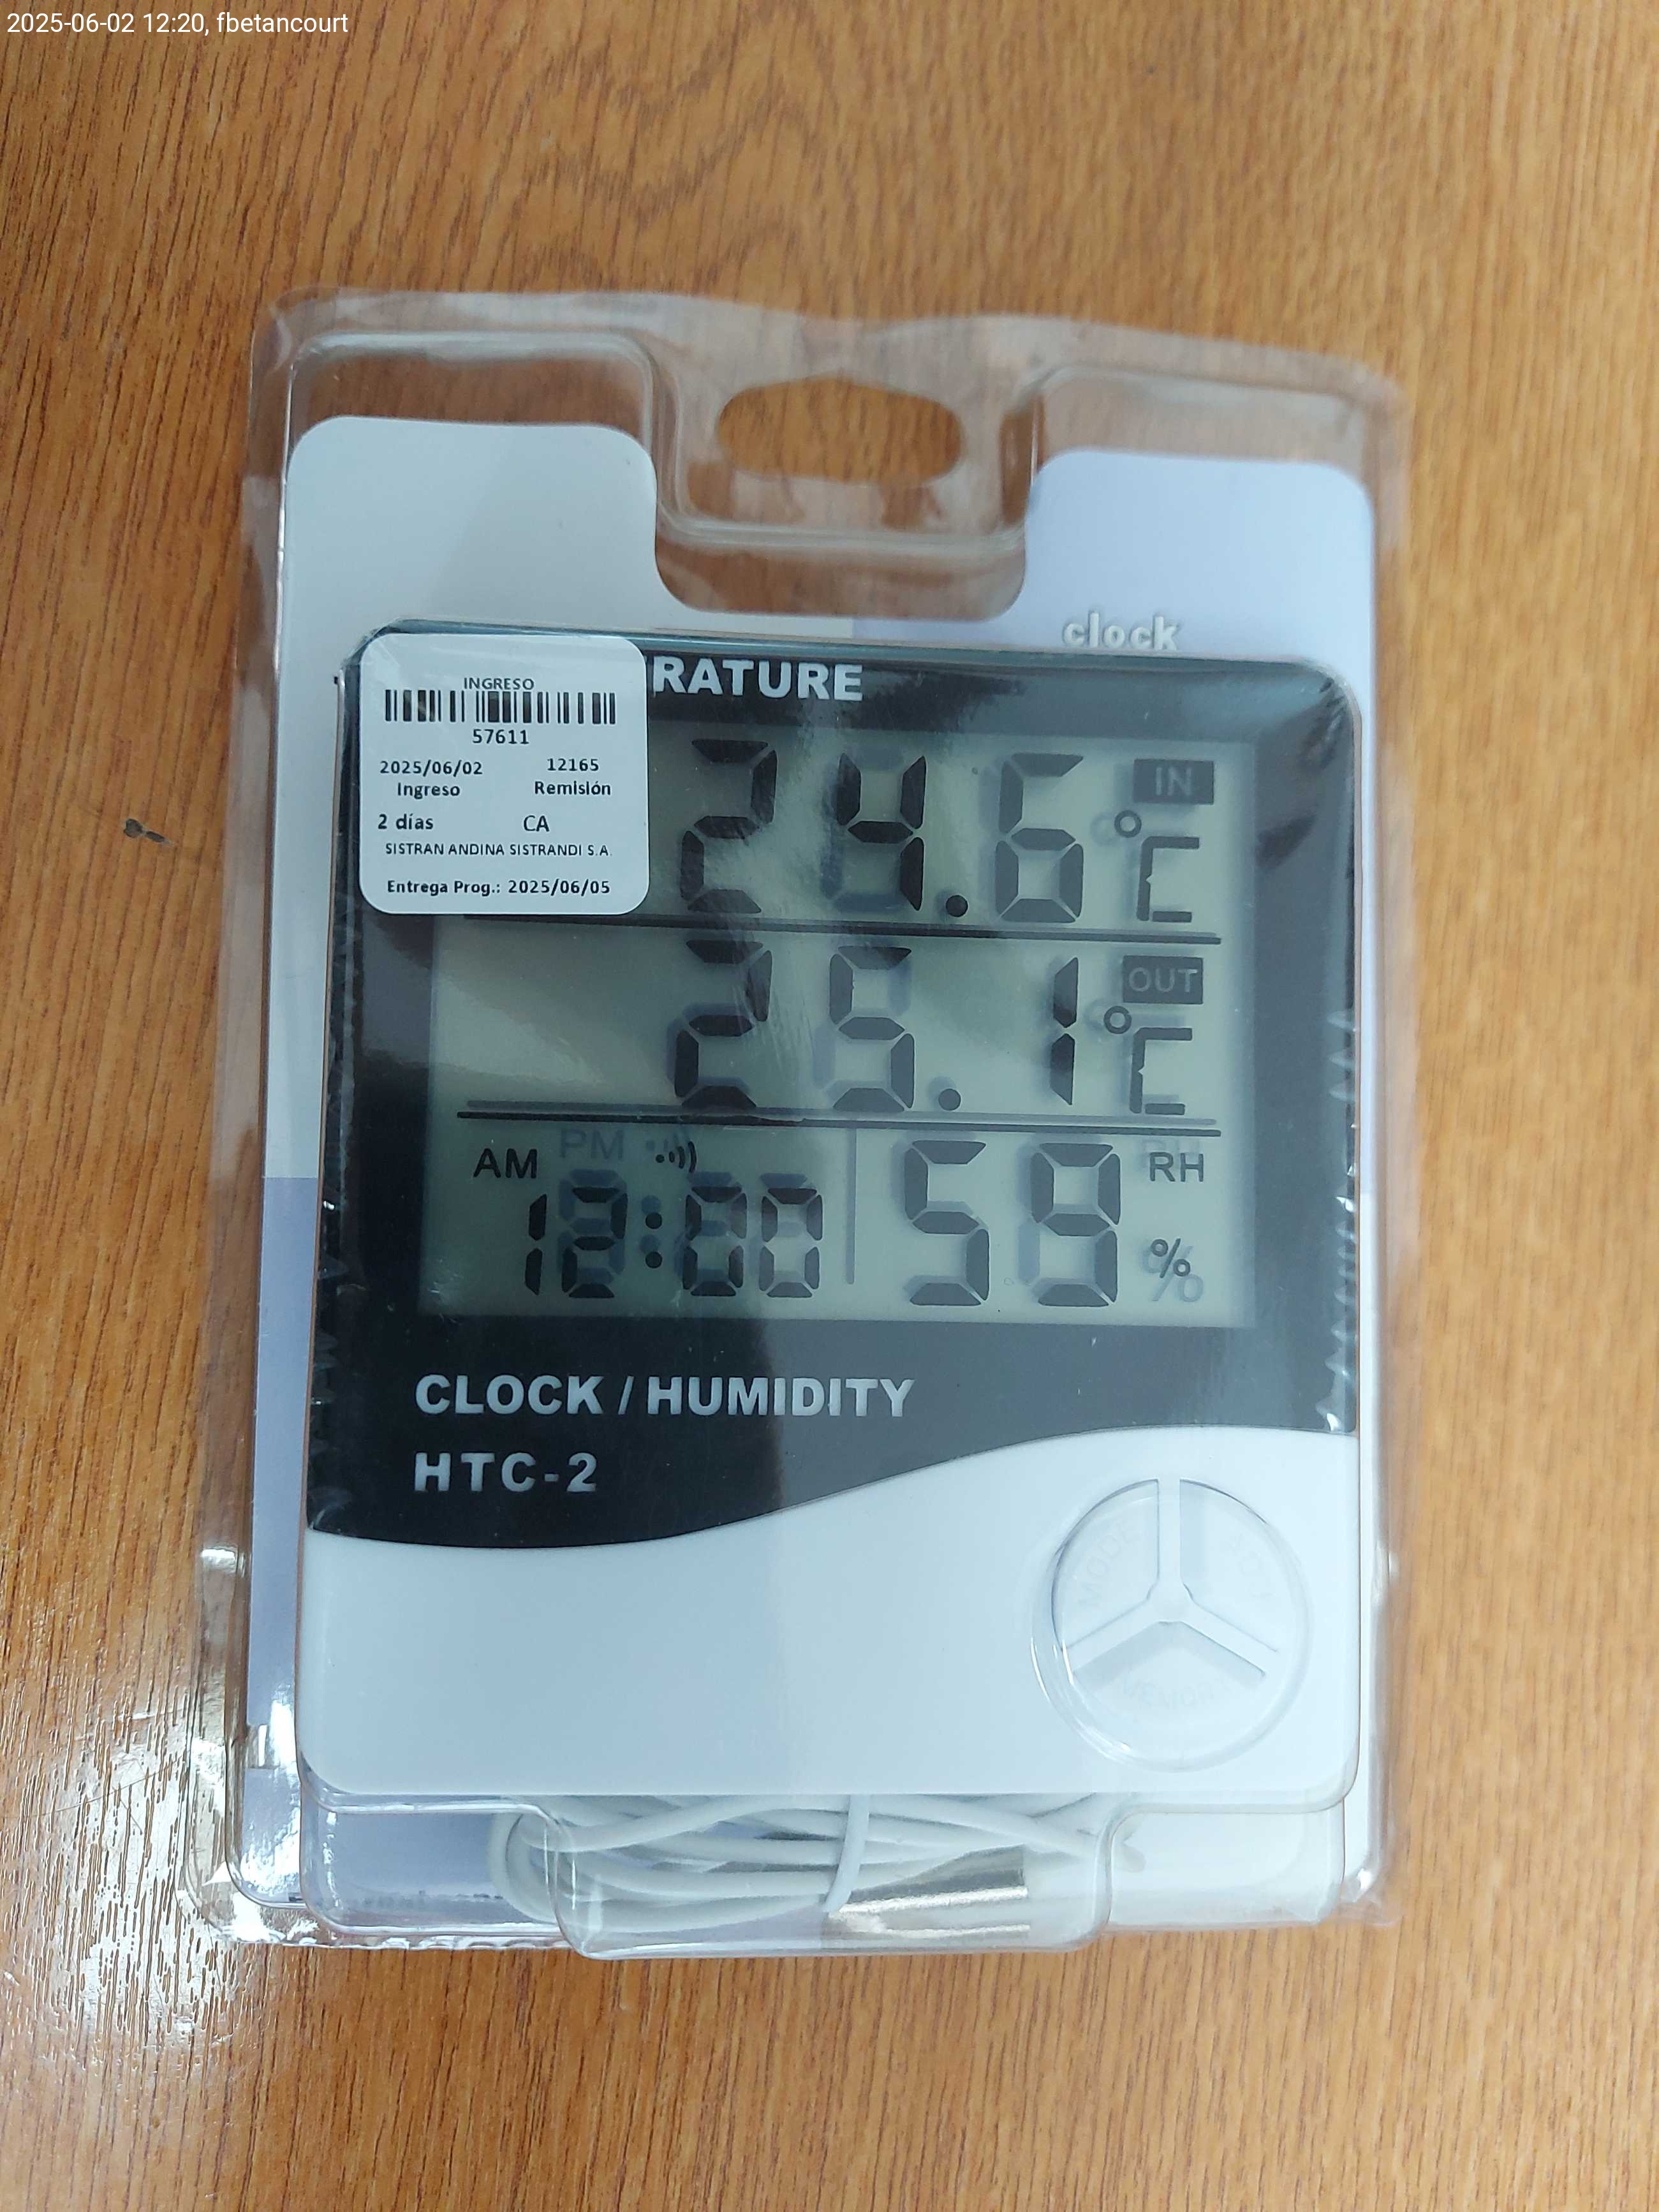 2025-06-02 12:20, fbetancourt
clock
RATURE
INGRESO
57611
2025/06/02 12165
Ingreso Remisión
2 días CA
SISTRAN ANDINA SISTRANDI S.A.
Entrega Prog.: 2025/06/05
IN
24.6 °C
OUT
25.1 °C
AM RH
12:00 59 %
CLOCK / HUMIDITY
HTC-2
MODE ADJ
MEMORY